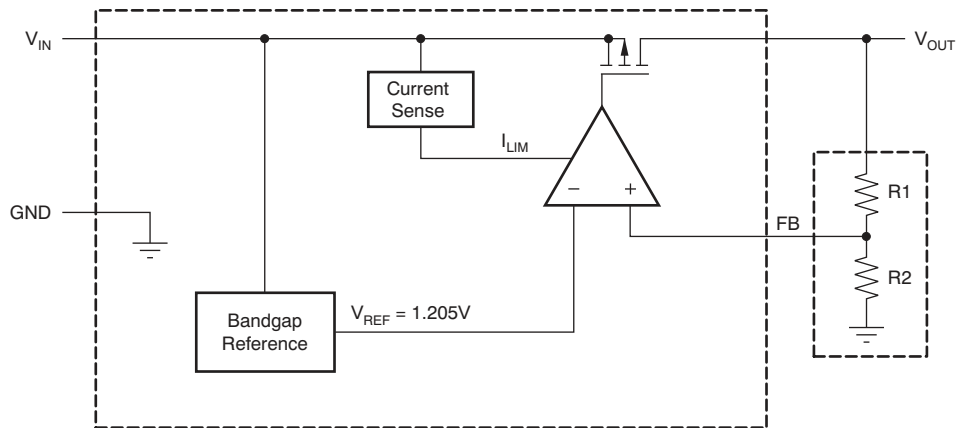 V_IN
V_OUT
Current
Sense
I_LIM
−
+
R1
GND
FB
R2
V_REF = 1.205V
Bandgap
Reference